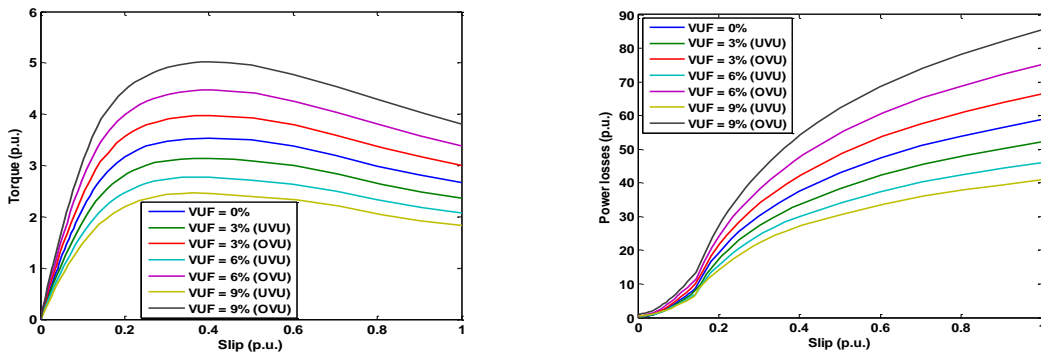 6
5
4
3
2
1
0
Torque (p.u.)
0 0.2 0.4 0.6 0.8 1
Slip (p.u.)
VUF = 0%
VUF = 3% (UVU)
VUF = 3% (OVU)
VUF = 6% (UVU)
VUF = 6% (OVU)
VUF = 9% (UVU)
VUF = 9% (OVU)
90
80
70
60
50
40
30
20
10
0
Power losses (p.u.)
0 0.2 0.4 0.6 0.8 1
Slip (p.u.)
VUF = 0%
VUF = 3% (UVU)
VUF = 3% (OVU)
VUF = 6% (UVU)
VUF = 6% (OVU)
VUF = 9% (UVU)
VUF = 9% (OVU)